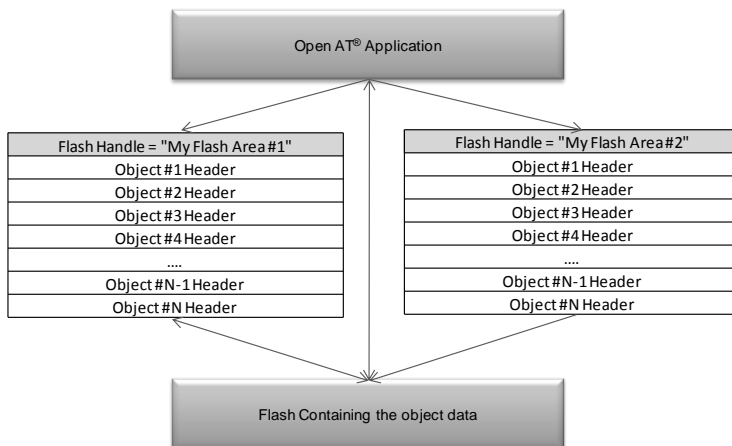 Open AT® Application
Flash Handle = "My Flash Area #1"
Object #1 Header
Object #2 Header
Object #3 Header
Object #4 Header
....
Object #N-1 Header
Object #N Header
Flash Handle = "My Flash Area #2"
Object #1 Header
Object #2 Header
Object #3 Header
Object #4 Header
....
Object #N-1 Header
Object #N Header
Flash Containing the object data